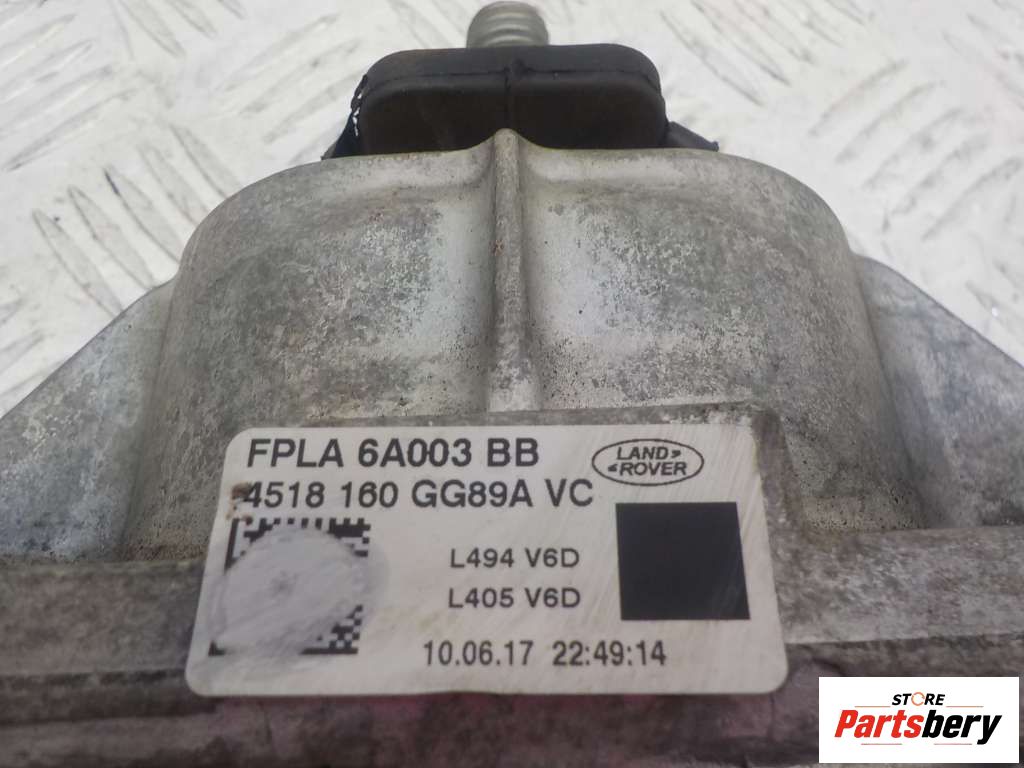 FPLA 6A003 BB
LAND
ROVER
4518 160 GG89A VC
L494 V6D
L405 V6D
10.06.17 22:49:14
STORE
Partsbery